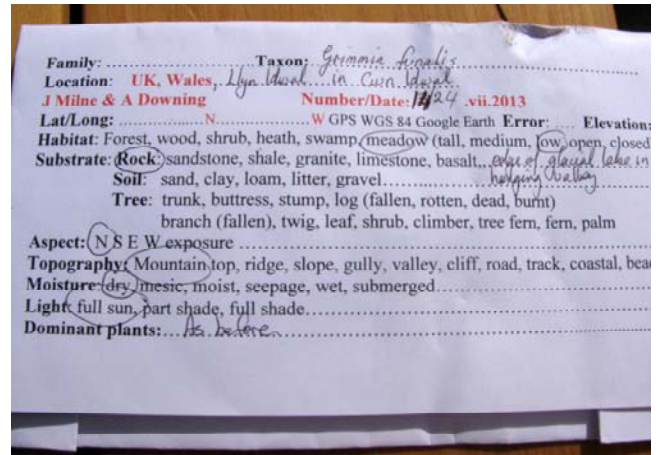 Family: .................... Taxon: Grimmia funalis
Location: UK, Wales, Llyn Idwal in Cwm Idwal
J Milne & A Downing Number/Date: 24 .vii.2013
Lat/Long: ................ N ................ W GPS WGS 84 Google Earth Error: .... Elevation:
Habitat: Forest, wood, shrub, heath, swamp, meadow (tall, medium, low, open, closed
Substrate: Rock: sandstone, shale, granite, limestone, basalt... edge of glacial lake in
hanging valley
Soil: sand, clay, loam, litter, gravel................
Tree: trunk, buttress, stump, log (fallen, rotten, dead, burnt)
branch (fallen), twig, leaf, shrub, climber, tree fern, fern, palm
Aspect: N S E W exposure ................
Topography: Mountain top, ridge, slope, gully, valley, cliff, road, track, coastal, bea
Moisture: dry, mesic, moist, seepage, wet, submerged................
Light: full sun, part shade, full shade................
Dominant plants:.... As before ................